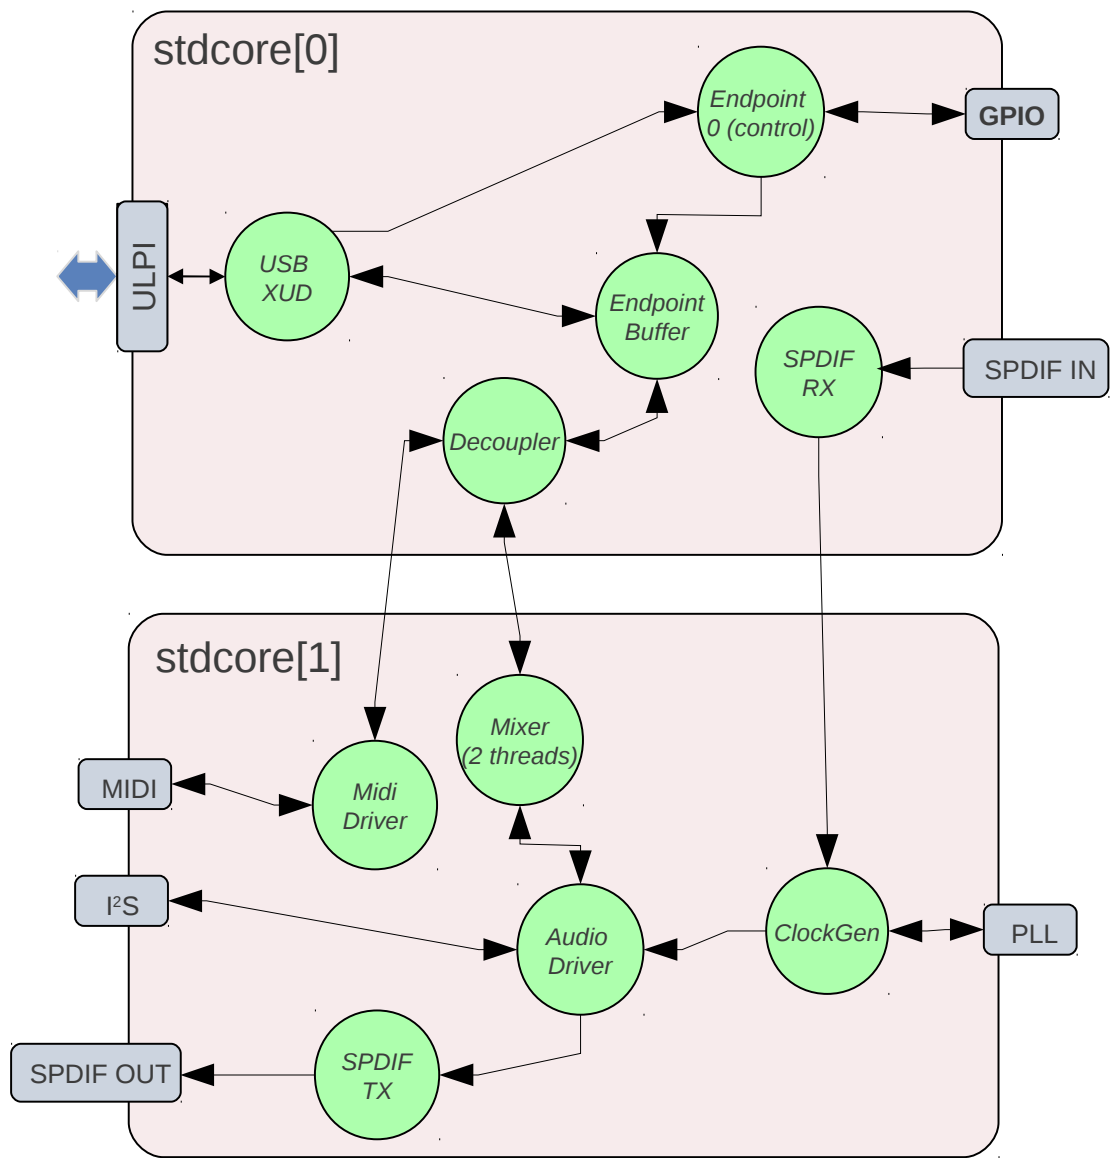 stdcore[0]
Endpoint
0 (control)
GPIO
ULPI
USB
XUD
Endpoint
Buffer
SPDIF
RX
SPDIF IN
Decoupler
stdcore[1]
Mixer
(2 threads)
MIDI
Midi
Driver
I²S
Audio
Driver
ClockGen
PLL
SPDIF OUT
SPDIF
TX